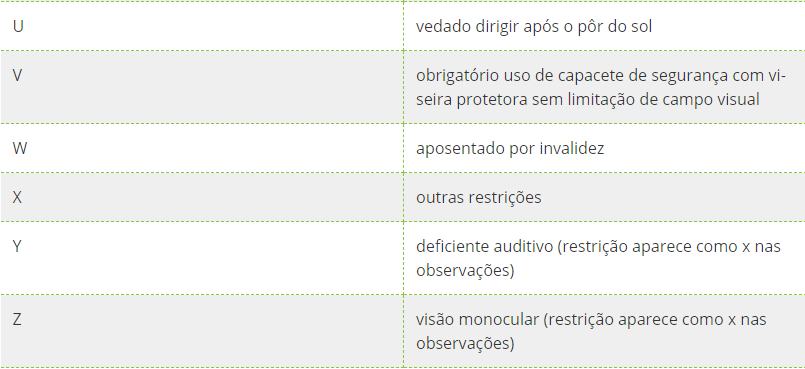 U vedado dirigir após o pôr do sol
V obrigatório uso de capacete de segurança com vi-
seira protetora sem limitação de campo visual
W aposentado por invalidez
X outras restrições
Y deficiente auditivo (restrição aparece como x nas
observações)
Z visão monocular (restrição aparece como x nas
observações)